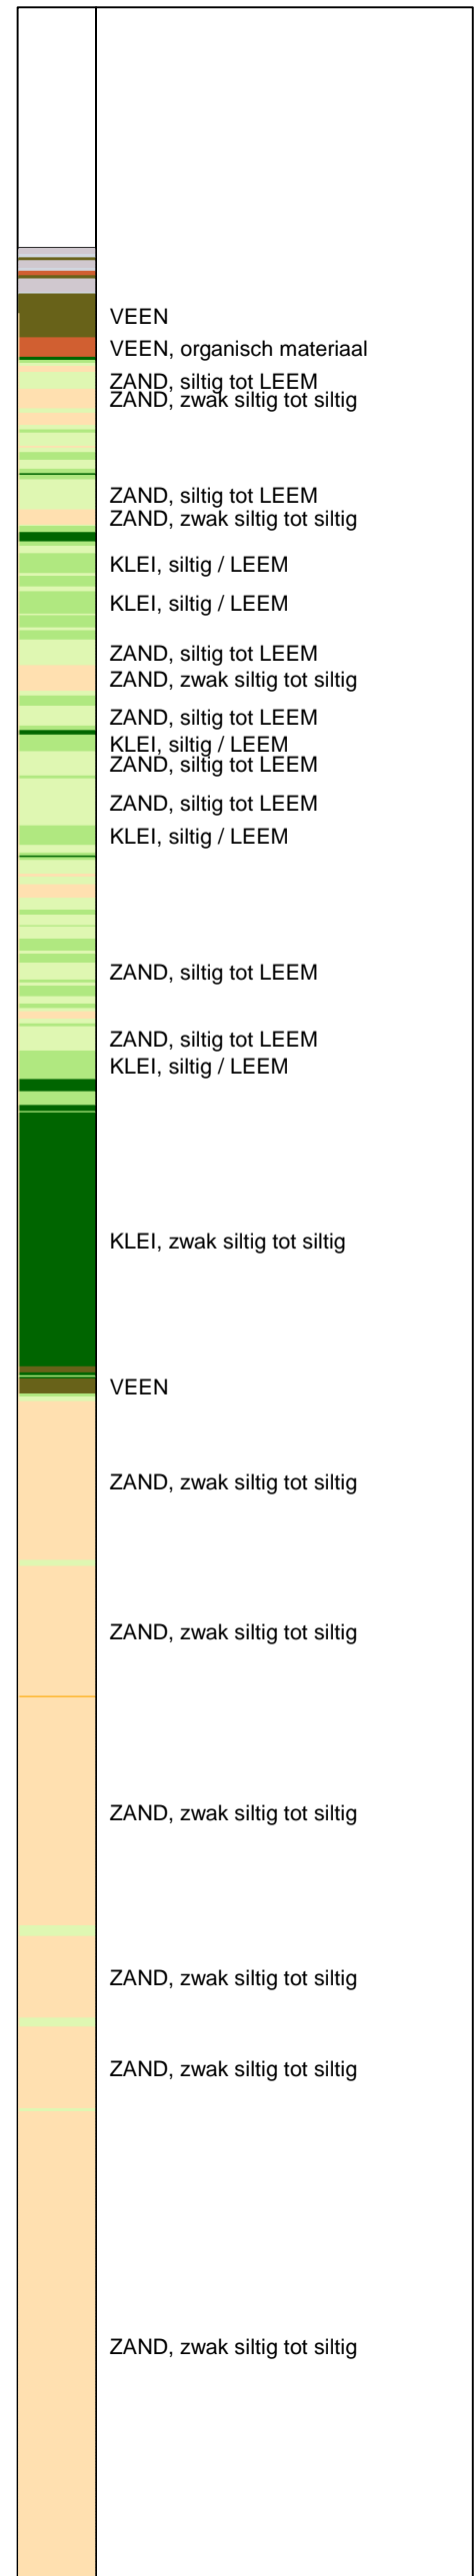 VEEN
VEEN, organisch materiaal
ZAND, siltig tot LEEM
ZAND, zwak siltig tot siltig
ZAND, siltig tot LEEM
ZAND, zwak siltig tot siltig
KLEI, siltig / LEEM
KLEI, siltig / LEEM
ZAND, siltig tot LEEM
ZAND, zwak siltig tot siltig
ZAND, siltig tot LEEM
KLEI, siltig / LEEM
ZAND, siltig tot LEEM
ZAND, siltig tot LEEM
KLEI, siltig / LEEM
ZAND, siltig tot LEEM
ZAND, siltig tot LEEM
KLEI, siltig / LEEM
KLEI, zwak siltig tot siltig
VEEN
ZAND, zwak siltig tot siltig
ZAND, zwak siltig tot siltig
ZAND, zwak siltig tot siltig
ZAND, zwak siltig tot siltig
ZAND, zwak siltig tot siltig
ZAND, zwak siltig tot siltig